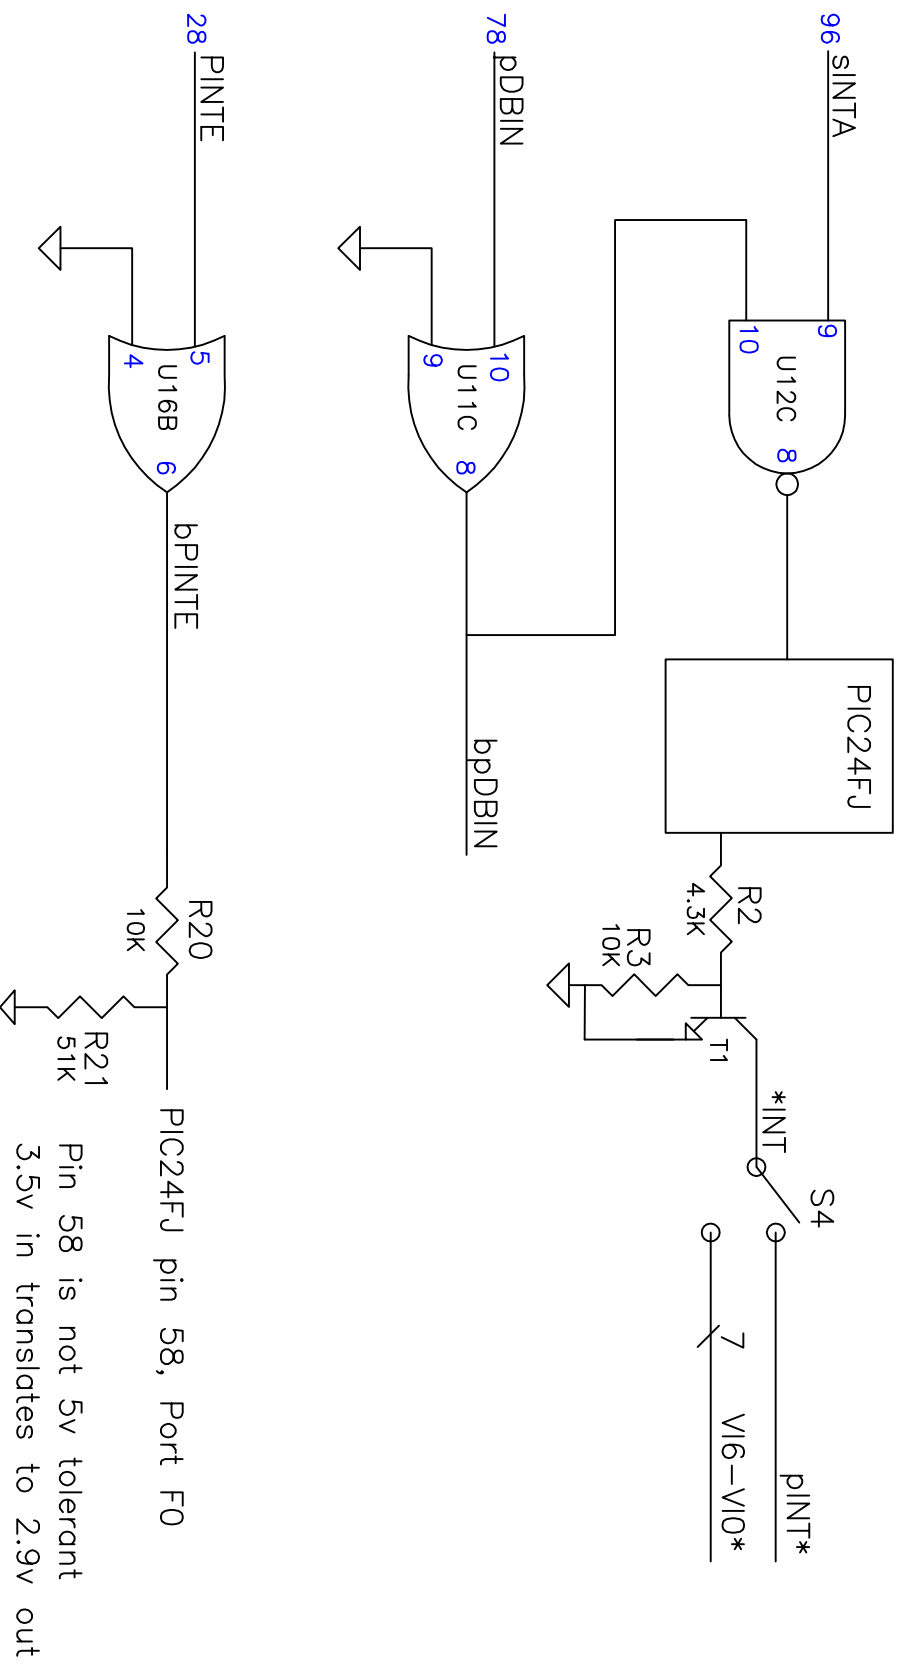 96
sINTA
9
10
U12C
8
PIC24FJ
R2
4.3K
R3
10K
T1
*INT
S4
pINT*
7
VI6-VI0*
78
pDBIN
10
9
U11C
8
bpDBIN
28
PINTE
5
4
U16B
6
bPINTE
R20
10K
R21
51K
PIC24FJ pin 58, Port F0
Pin 58 is not 5v tolerant
3.5v in translates to 2.9v out